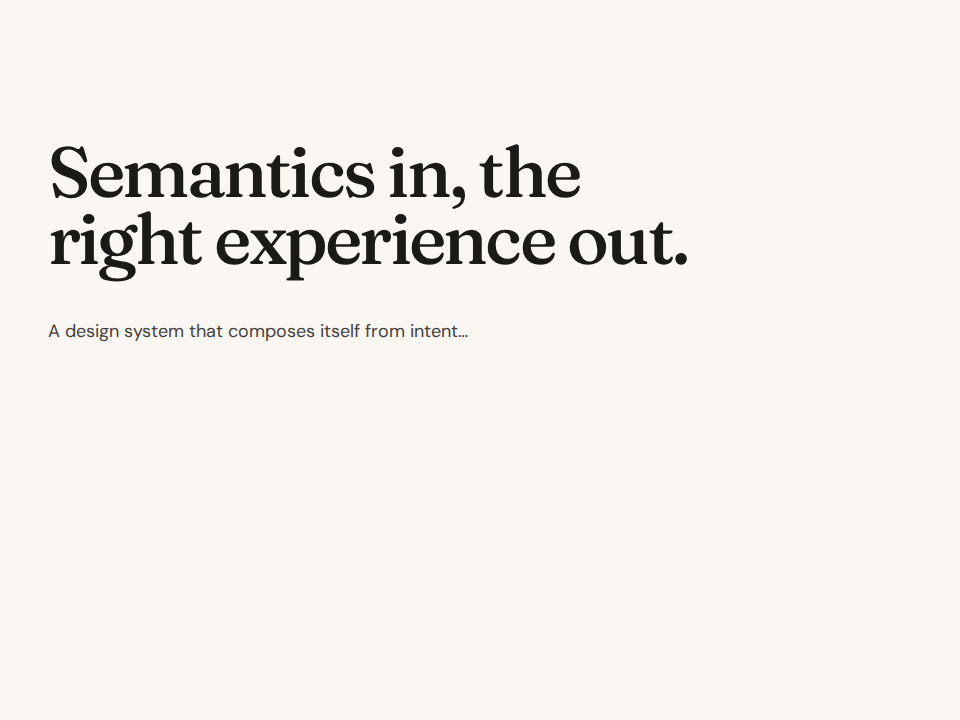 Semantics in, the
right experience out.
A design system that composes itself from intent…